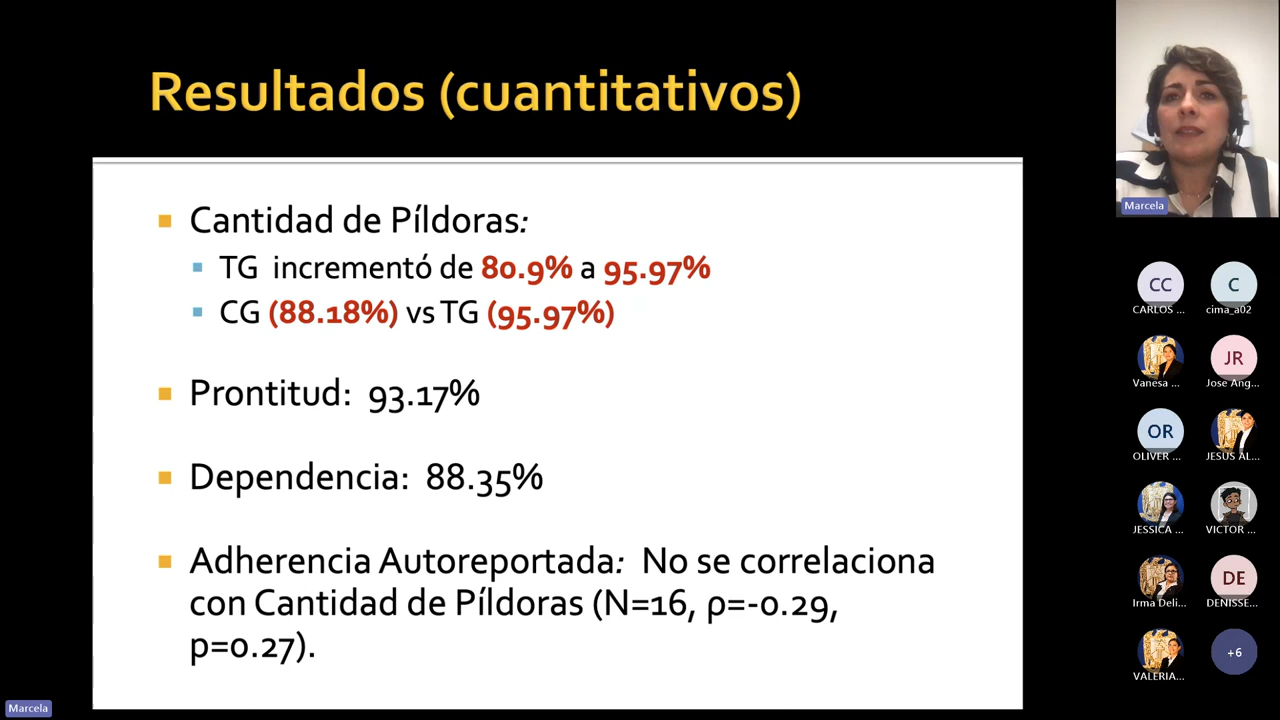 Resultados (cuantitativos)
Cantidad de Píldoras:
TG incrementó de 80.9% a 95.97%
CG (88.18%) vs TG (95.97%)
Prontitud: 93.17%
Dependencia: 88.35%
Adherencia Autoreportada: No se correlaciona
con Cantidad de Píldoras (N=16, ρ=-0.29,
p=0.27).
Marcela
CC
CARLOS ...
C
cima_a02
Vanesa ...
JR
Jose Ang...
OR
OLIVER ...
JESUS AL...
JESSICA ...
VICTOR ...
Irma Deli...
DE
DENISSE...
VALERIA...
+6
Marcela